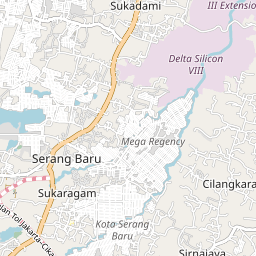 Sukadami
III Extension
Delta Silicon
VIII
Mega Regency
Serang Baru
Cilangkara
Sukaragam
Kota Serang
Baru
Sirnajaya